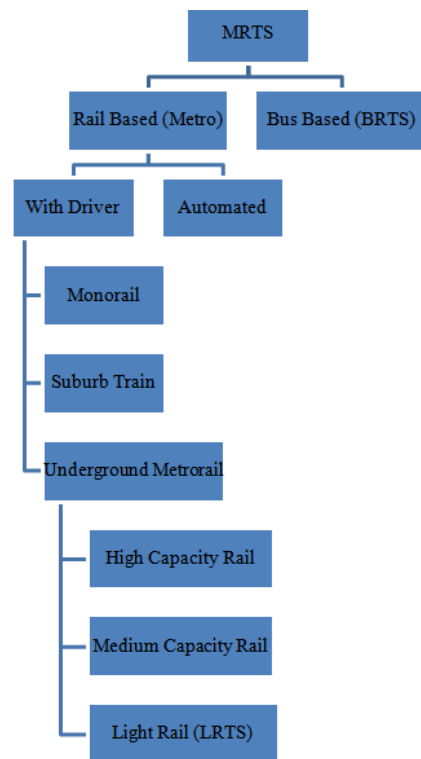 MRTS
Rail Based (Metro)
Bus Based (BRTS)
With Driver
Automated
Monorail
Suburb Train
Underground Metrorail
High Capacity Rail
Medium Capacity Rail
Light Rail (LRTS)